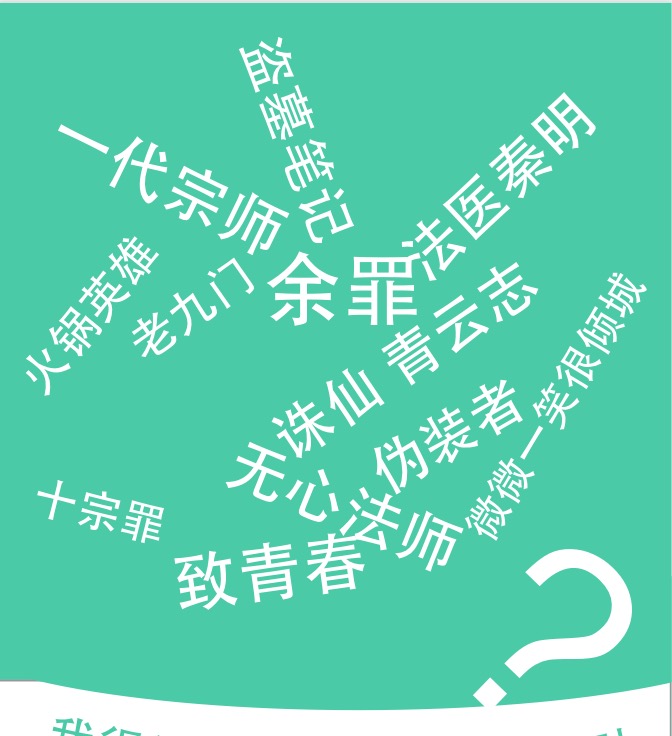 盗墓笔记
一代宗师
法医秦明
余罪
火锅英雄
老九门
诛仙 青云志
微微一笑很倾城
伪装者
无心法师
十宗罪
致青春
?